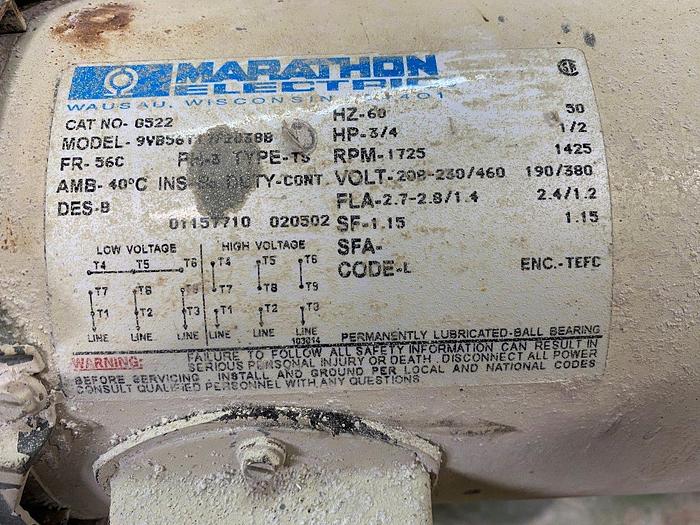 MARATHON
ELECTRIC
WAUSAU, WISCONSIN
CAT NO- G522
MODEL-
FR- 56C PH-3 TYPE-TS
AMB- 40°C INS- DUTY-CONT
DES-B
01157710 020502
HZ-60 50
HP-3/4 1/2
RPM-1725 1425
VOLT-208-230/460 190/380
FLA-2.7-2.8/1.4 2.4/1.2
SF-1.15 1.15
SFA-
CODE-L ENC.-TEFC
LOW VOLTAGE HIGH VOLTAGE
T4 T5 T6 T4 T5 T6
T7 T8 T9 T7 T8 T9
T1 T2 T3 T1 T2 T3
LINE LINE LINE LINE LINE LINE
103014
PERMANENTLY LUBRICATED-BALL BEARING
WARNING: FAILURE TO FOLLOW ALL SAFETY INFORMATION CAN RESULT IN
SERIOUS PERSONAL INJURY OR DEATH. DISCONNECT ALL POWER
BEFORE SERVICING. INSTALL AND GROUND PER LOCAL AND NATIONAL CODES
CONSULT QUALIFIED PERSONNEL WITH ANY QUESTIONS